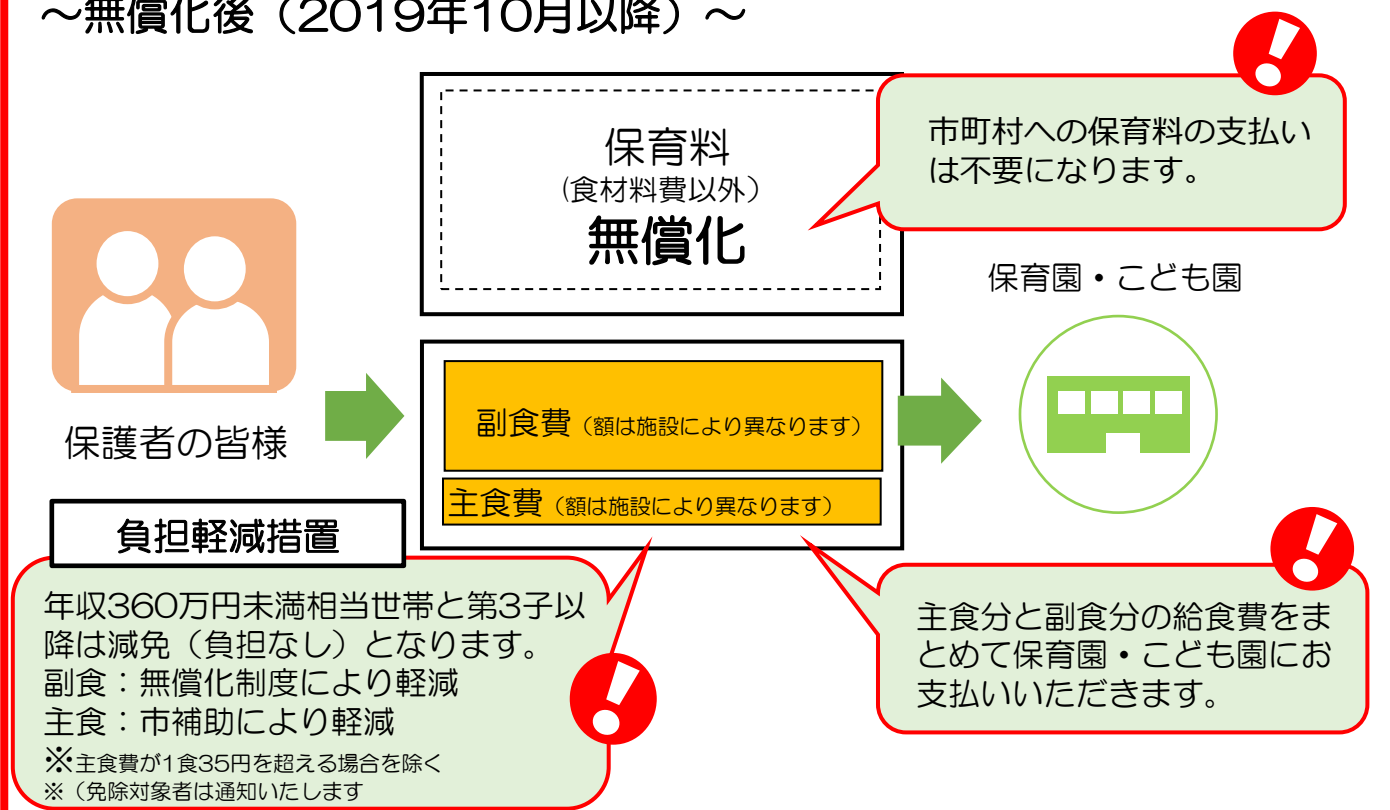 ～無償化後（2019年10月以降）～
保育料
(食材料費以外）
無償化
市町村への保育料の支払い
は不要になります。
保育園・こども園
保護者の皆様
副食費（額は施設により異なります）
主食費（額は施設により異なります）
負担軽減措置
年収360万円未満相当世帯と第3子以
降は減免（負担なし）となります。
副食：無償化制度により軽減
主食：市補助により軽減
※主食費が1食35円を超える場合を除く
※（免除対象者は通知いたします
主食分と副食分の給食費をま
とめて保育園・こども園にお
支払いいただきます。